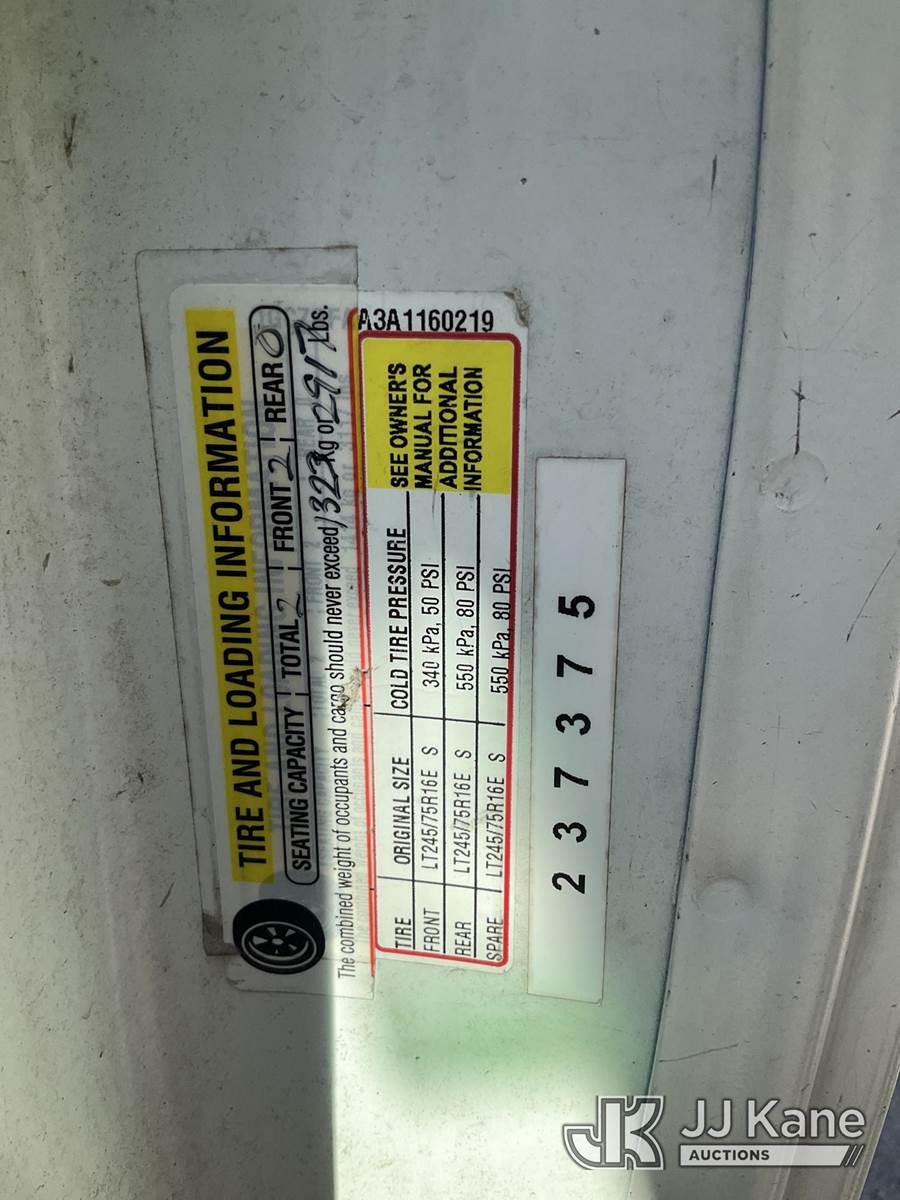 TIRE AND LOADING INFORMATION
SEATING CAPACITY TOTAL 2 FRONT 2 REAR 0
The combined weight of occupants and cargo should never exceed 1323 kg or 2917 Lbs.
A3A1160219
TIRE ORIGINAL SIZE COLD TIRE PRESSURE
FRONT LT245/75R16E S 340 kPa, 50 PSI
REAR LT245/75R16E S 550 kPa, 80 PSI
SPARE LT245/75R16E S 550 kPa, 80 PSI
SEE OWNER'S
MANUAL FOR
ADDITIONAL
INFORMATION
237375
JK JJ Kane
AUCTIONS